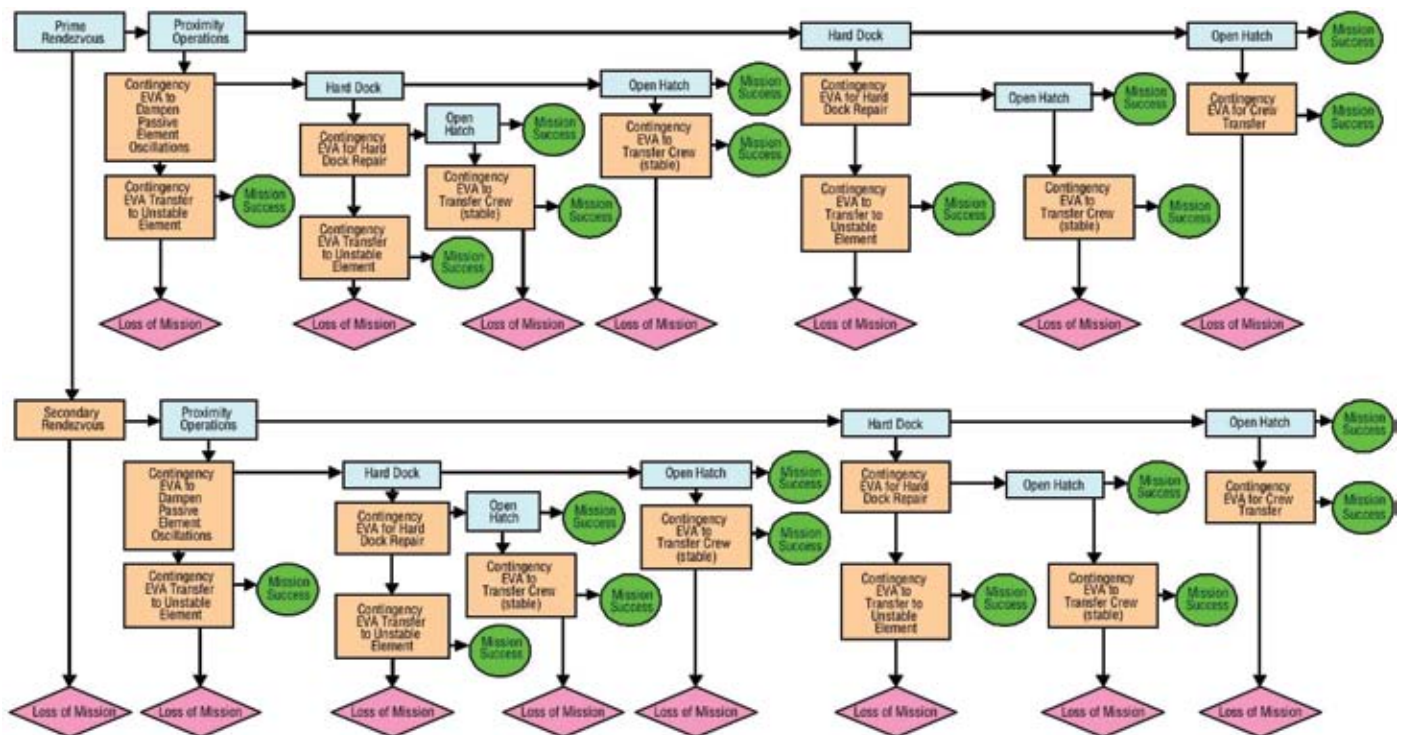 Prime
Rendezvous
Proximity
Operations
Hard Dock
Open Hatch
Mission
Success
Contingency
EVA to
Dampen
Passive
Element
Oscillations
Hard Dock
Open Hatch
Mission
Success
Contingency
EVA for Hard
Dock Repair
Open Hatch
Mission
Success
Contingency
EVA for Crew
Transfer
Mission
Success
Contingency
EVA for Hard
Dock Repair
Open
Hatch
Mission
Success
Contingency
EVA to
Transfer Crew
(stable)
Mission
Success
Contingency
EVA Transfer
to Unstable
Element
Mission
Success
Contingency
EVA to
Transfer Crew
(stable)
Mission
Success
Contingency
EVA to
Transfer to
Unstable
Element
Mission
Success
Contingency
EVA to
Transfer Crew
(stable)
Mission
Success
Contingency
EVA Transfer
to Unstable
Element
Mission
Success
Loss of Mission
Loss of Mission
Loss of Mission
Loss of Mission
Loss of Mission
Loss of Mission
Loss of Mission
Secondary
Rendezvous
Proximity
Operations
Hard Dock
Open Hatch
Mission
Success
Contingency
EVA to
Dampen
Passive
Element
Oscillations
Hard Dock
Open Hatch
Mission
Success
Contingency
EVA for Hard
Dock Repair
Open Hatch
Mission
Success
Contingency
EVA for Crew
Transfer
Mission
Success
Contingency
EVA for Hard
Dock Repair
Open
Hatch
Mission
Success
Contingency
EVA to
Transfer Crew
(stable)
Mission
Success
Contingency
EVA Transfer
to Unstable
Element
Mission
Success
Contingency
EVA to
Transfer Crew
(stable)
Mission
Success
Contingency
EVA to
Transfer to
Unstable
Element
Mission
Success
Contingency
EVA to
Transfer Crew
(stable)
Mission
Success
Contingency
EVA Transfer
to Unstable
Element
Mission
Success
Loss of Mission
Loss of Mission
Loss of Mission
Loss of Mission
Loss of Mission
Loss of Mission
Loss of Mission
Loss of Mission